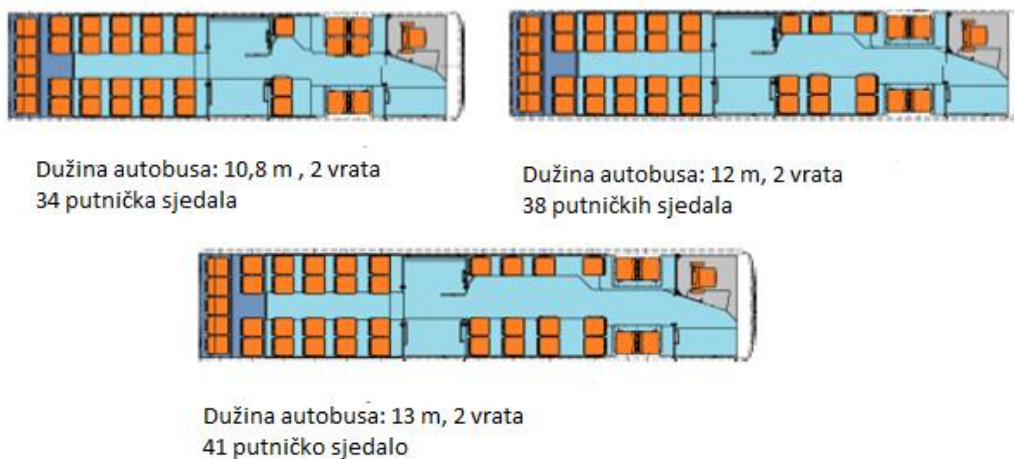 Dužina autobusa: 10,8 m , 2 vrata
34 putnička sjedala
Dužina autobusa: 12 m, 2 vrata
38 putničkih sjedala
Dužina autobusa: 13 m, 2 vrata
41 putničko sjedalo